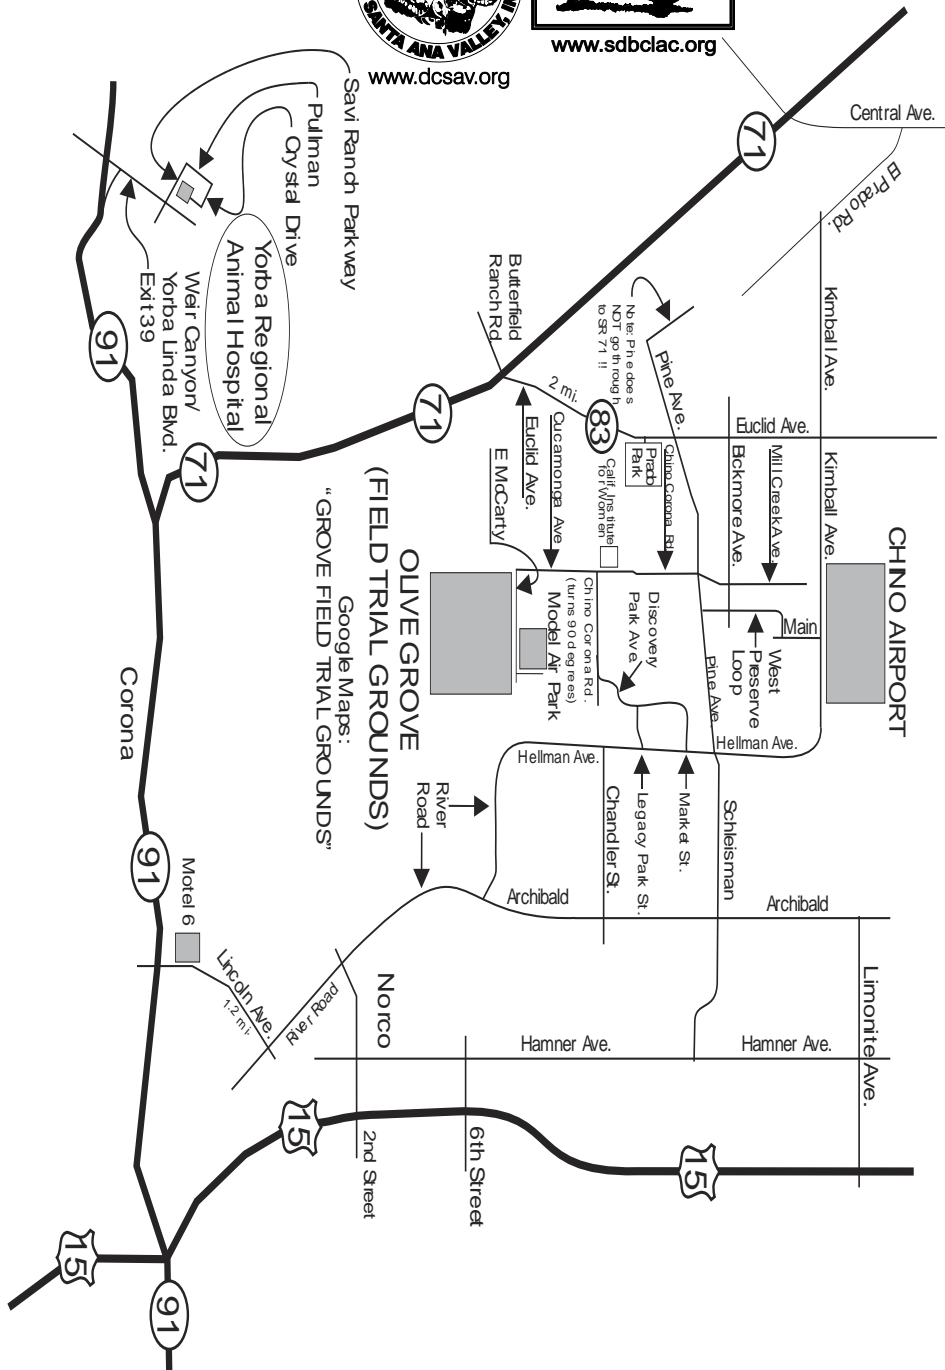 SANTA ANA VALLEY, IN
www.dcsav.org
www.sdbclac.org
Central Ave.
El Prado Rd.
71
Kimball Ave.
Savi Ranch Parkway
Pullman
Crystal Drive
Yorba Regional
Animal Hospital
Weir Canyon/
Yorba Linda Blvd.
Exit 39
91
71
Butterfield
Ranch Rd.
Note: Pine does
NOT go through
to SR 71 !!
Pine Ave.
2 mi.
83
71
Euclid Ave.
Euclid Ave.
Cucamonga Ave
E McCarty
Prado
Park
Calif. Institute
for Women
Chino Corona Rd.
Bickmore Ave.
Mill Creek Ave.
Kimball Ave.
CHINO AIRPORT
Main
West
Preserve
Loop
Pine Ave.
Discovery
Park Ave.
Chino Corona Rd.
(turns 90 degrees)
Model Air Park
OLIVE GROVE
(FIELD TRIAL GROUNDS)
Google Maps:
"GROVE FIELD TRIAL GROUNDS"
Hellman Ave.
Hellman Ave.
Market St.
Legacy Park St.
Chandler St.
Schleisman
River
Road
Archibald
Archibald
Corona
91
Motel 6
Lincoln Ave.
1.2 mi.
River Road
Norco
Hamner Ave.
Hamner Ave.
Limonite Ave.
15
2nd Street
6th Street
15
15
91